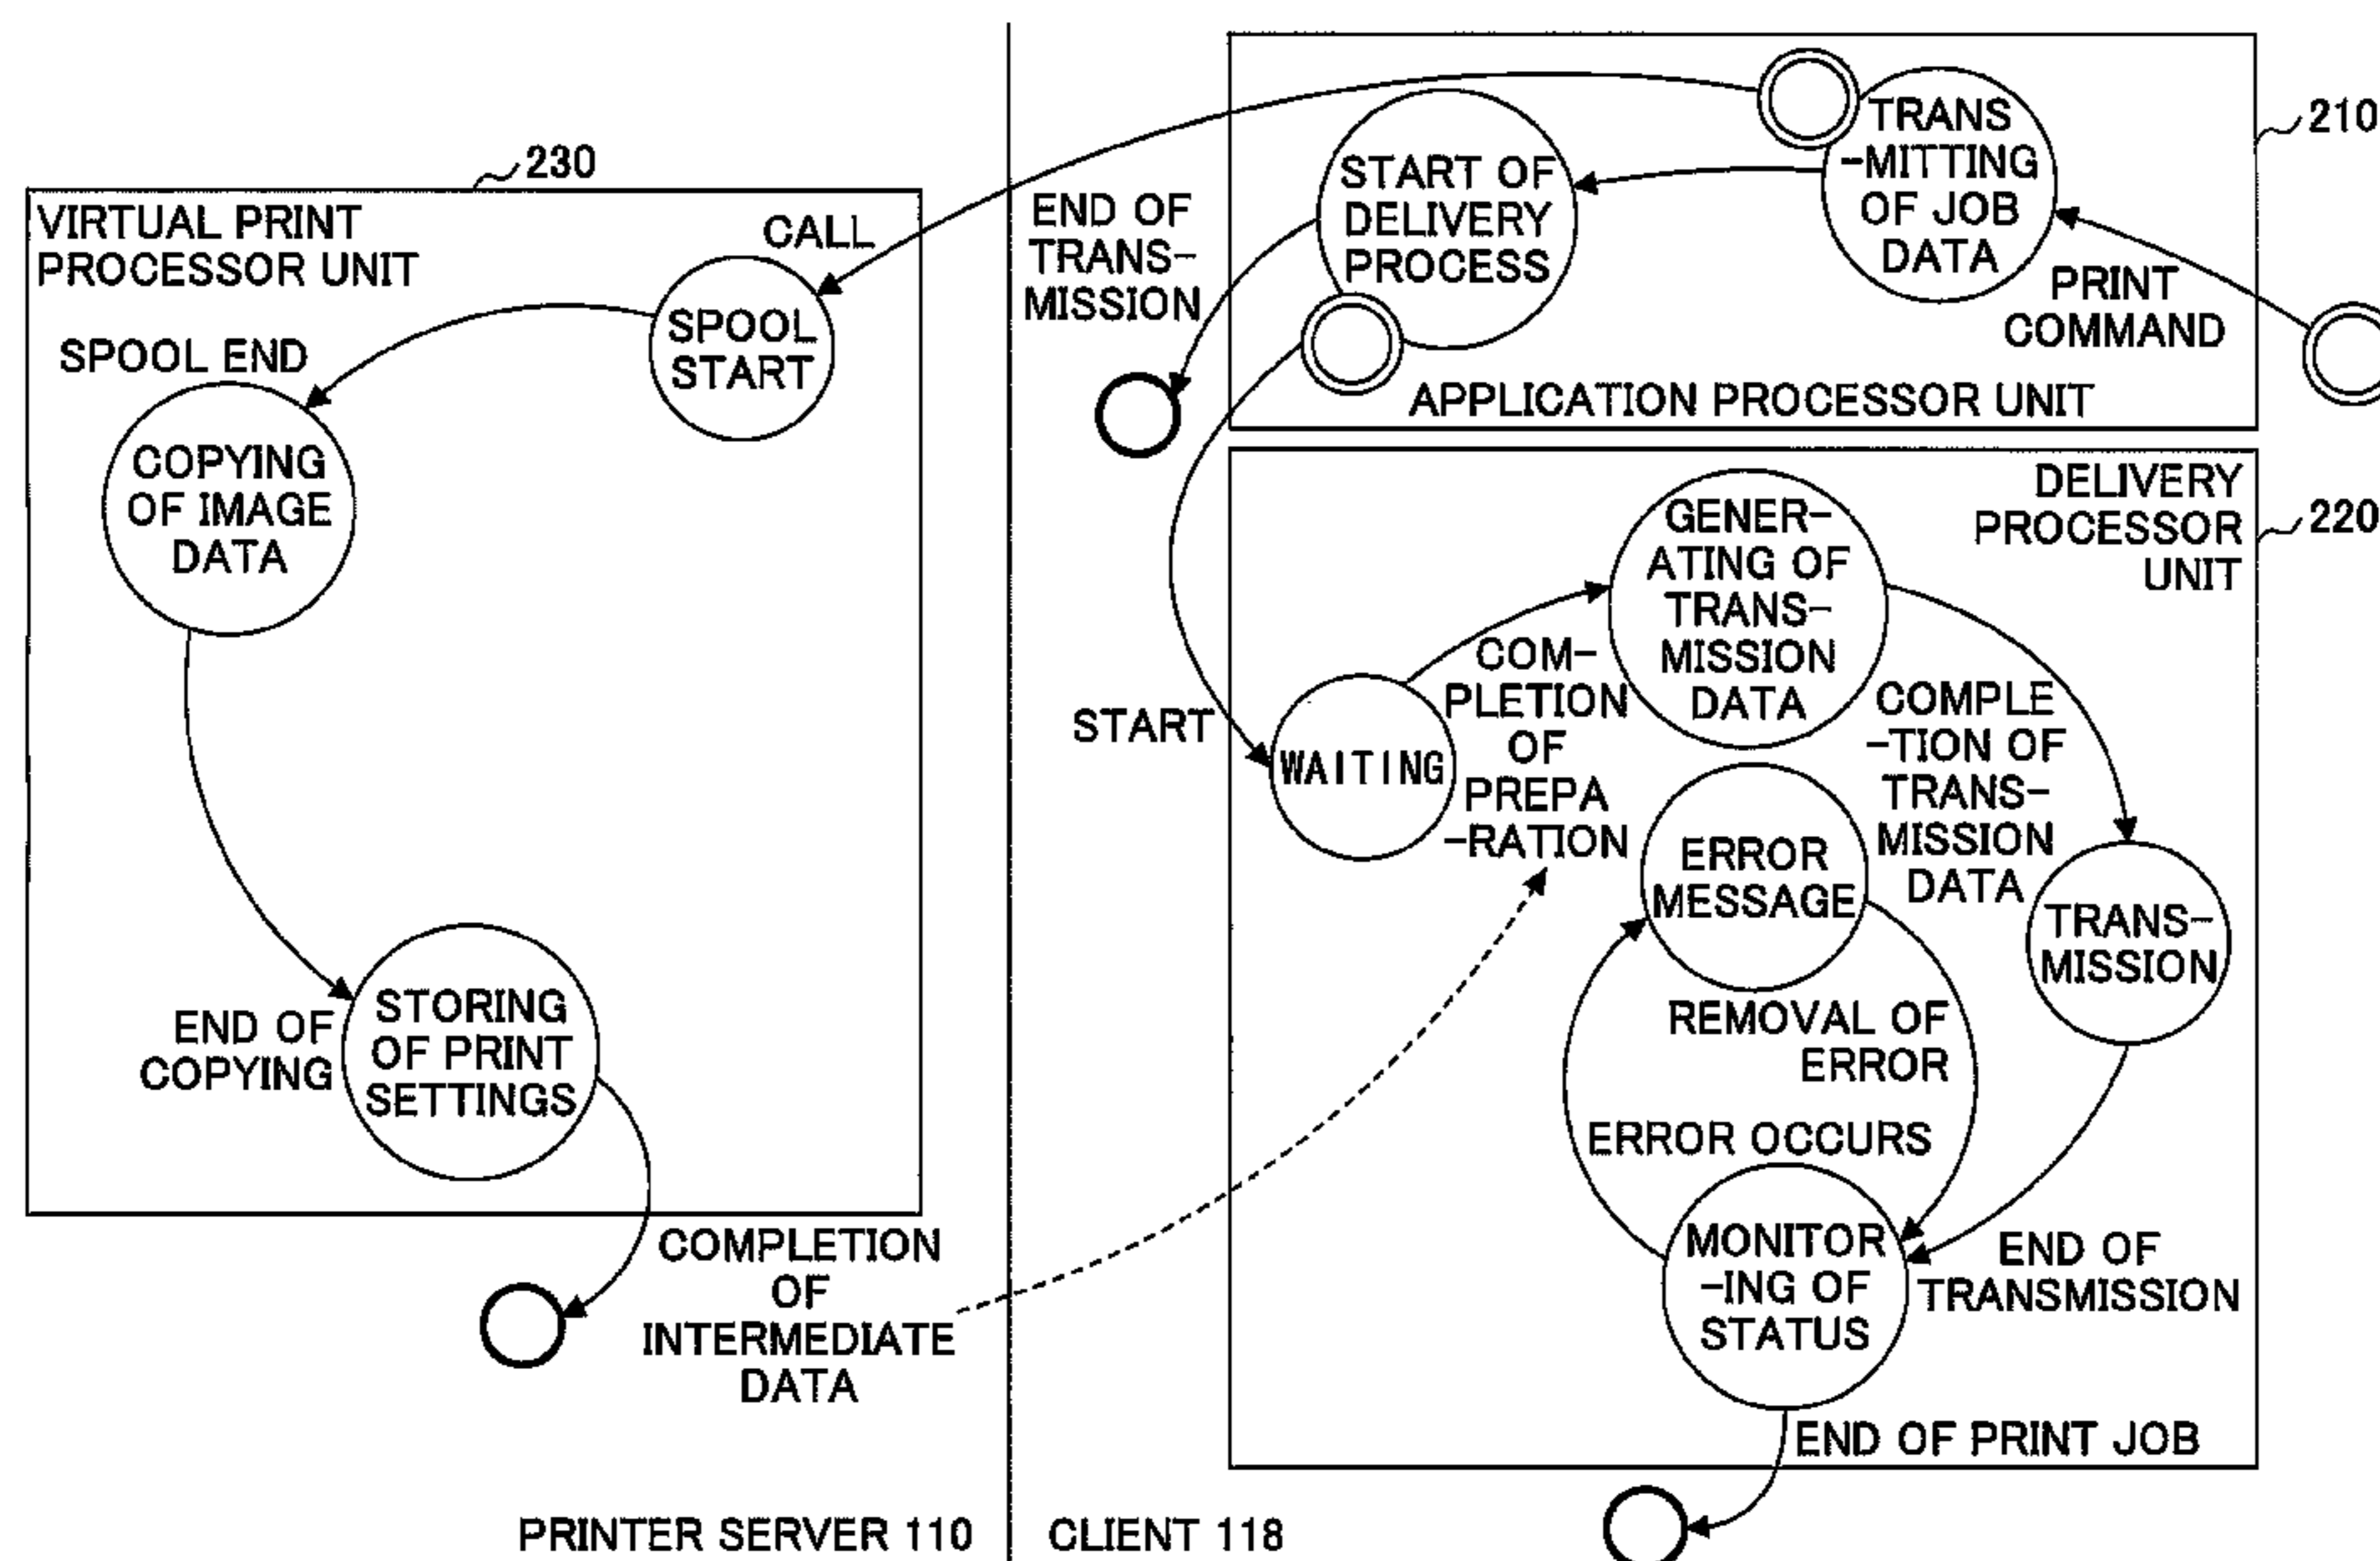 230
VIRTUAL PRINT
PROCESSOR UNIT
CALL
SPOOL
START
SPOOL END
COPYING
OF IMAGE
DATA
END OF
COPYING
STORING
OF PRINT
SETTINGS
COMPLETION
OF
INTERMEDIATE
DATA
PRINTER SERVER 110
210
TRANS
-MITTING
OF JOB
DATA
START OF
DELIVERY
PROCESS
END OF
TRANS-
MISSION
PRINT
COMMAND
APPLICATION PROCESSOR UNIT
DELIVERY
PROCESSOR
UNIT
220
GENER-
ATING OF
TRANS-
MISSION
DATA
START
WAITING
COM-
PLETION
OF
PREPA
-RATION
COMPLE
-TION OF
TRANS-
MISSION
DATA
ERROR
MESSAGE
TRANS-
MISSION
REMOVAL OF
ERROR
ERROR OCCURS
MONITOR
-ING OF
STATUS
END OF
TRANSMISSION
END OF PRINT JOB
CLIENT 118